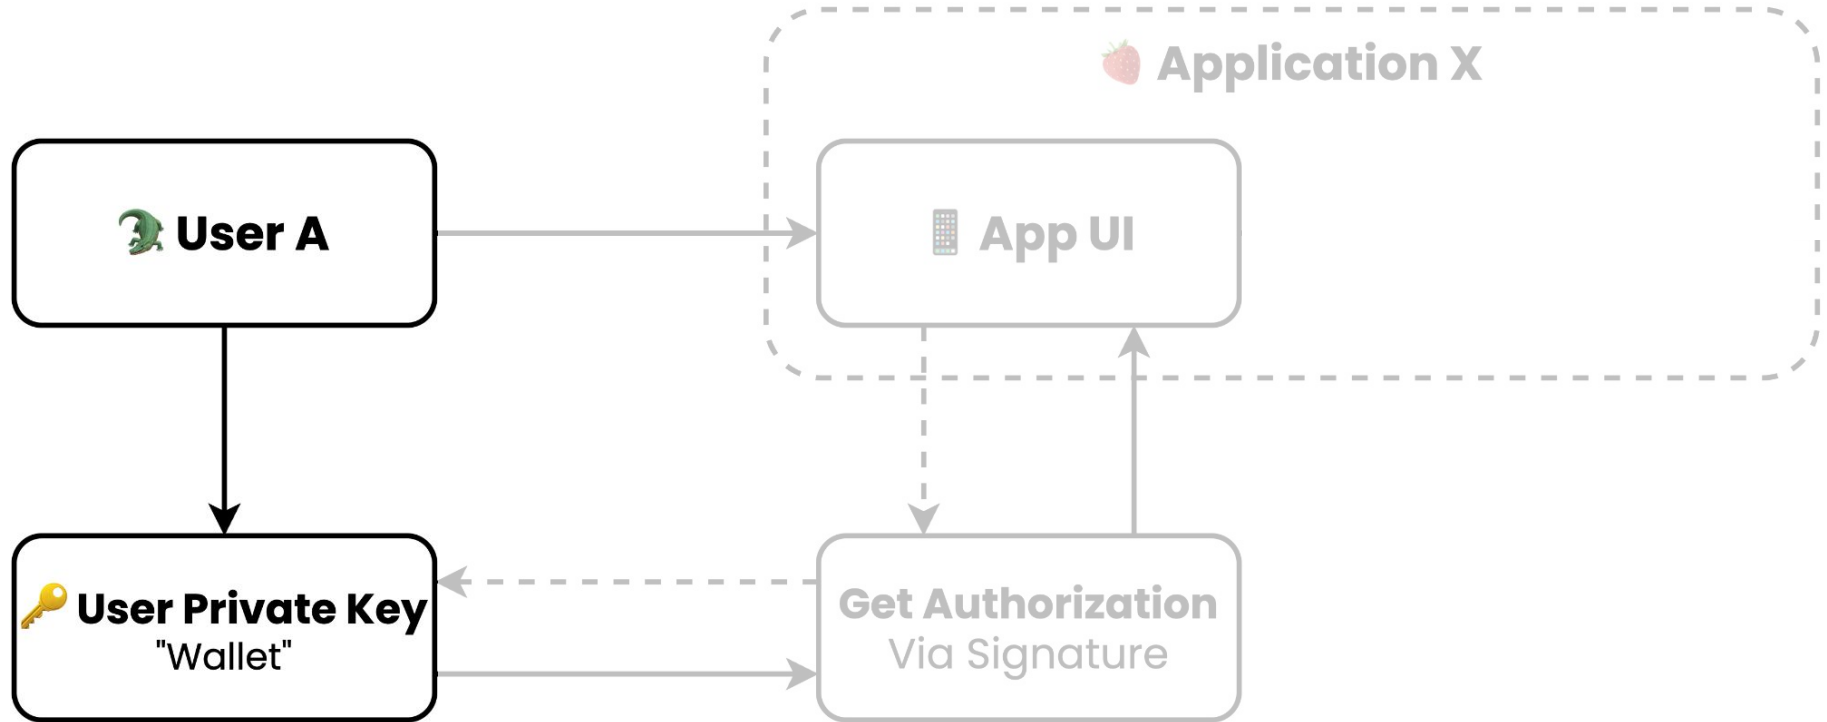 Application X
User A
App UI
User Private Key
"Wallet"
Get Authorization
Via Signature